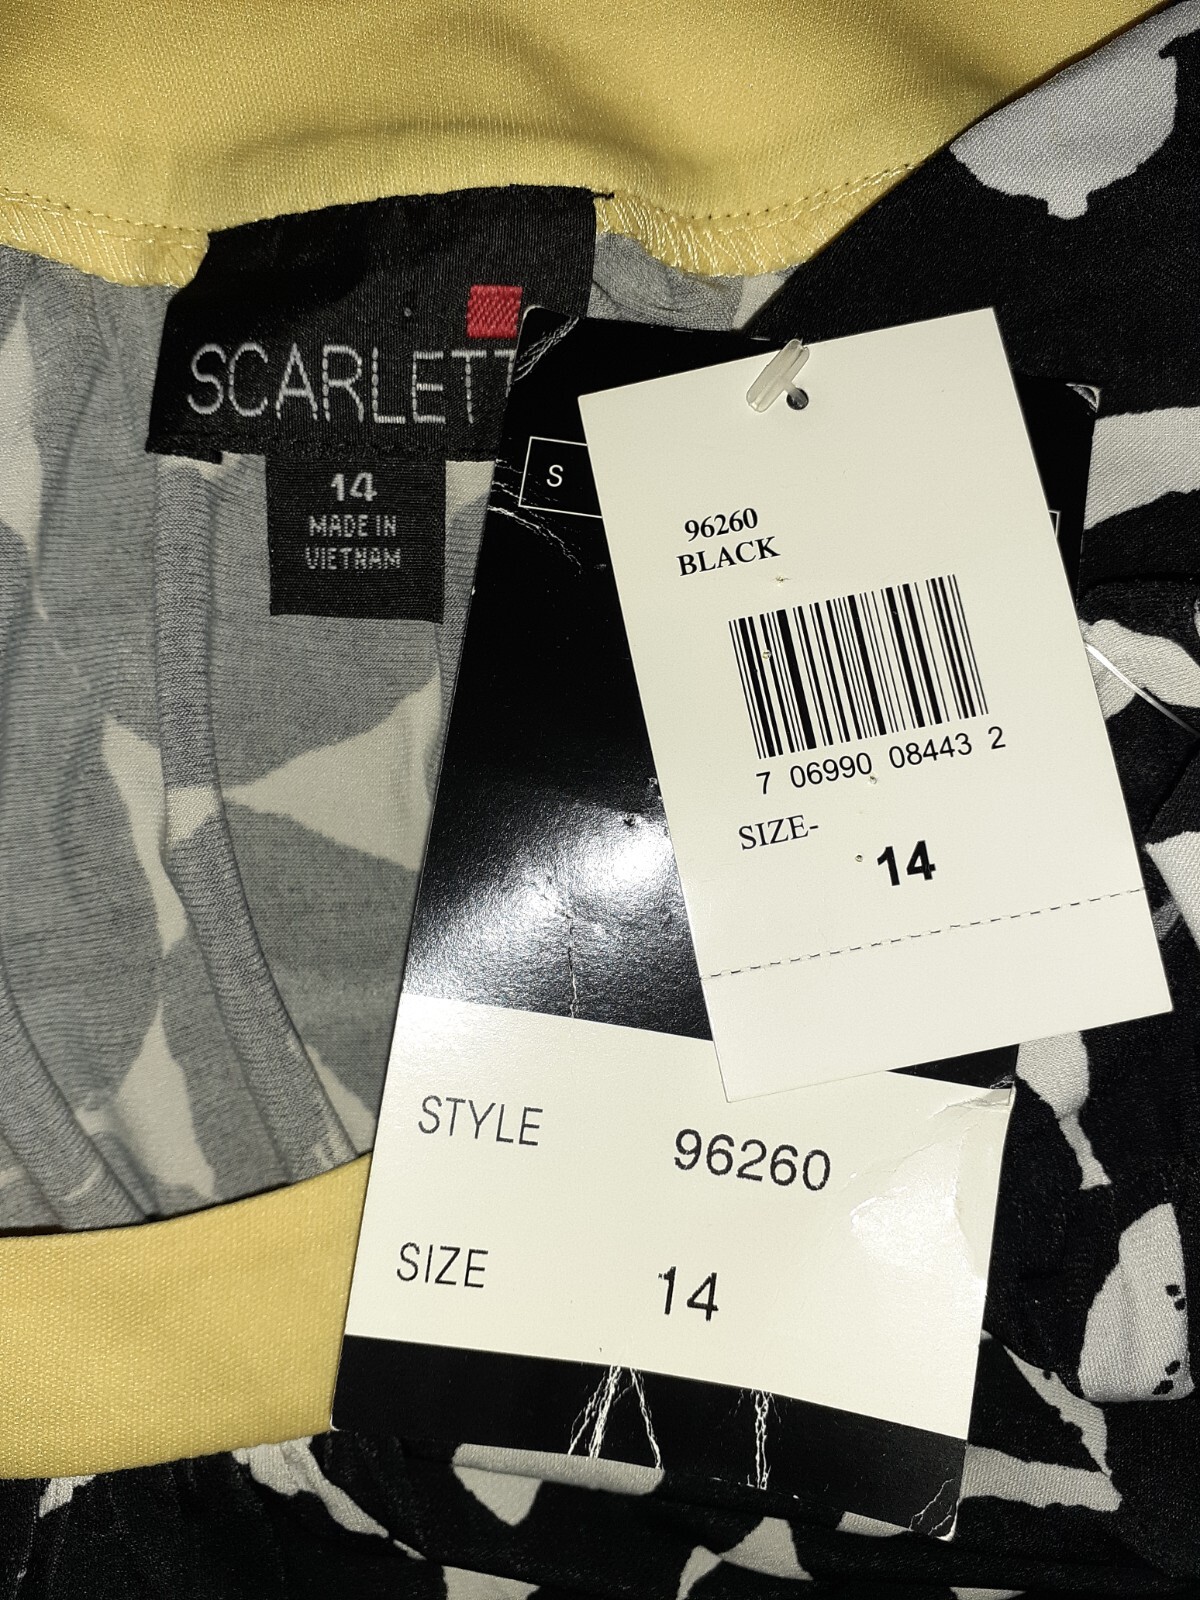 SCARLETT
14
MADE IN
VIETNAM
S
96260
BLACK
7 06990 08443 2
SIZE-
14
STYLE 96260
SIZE 14